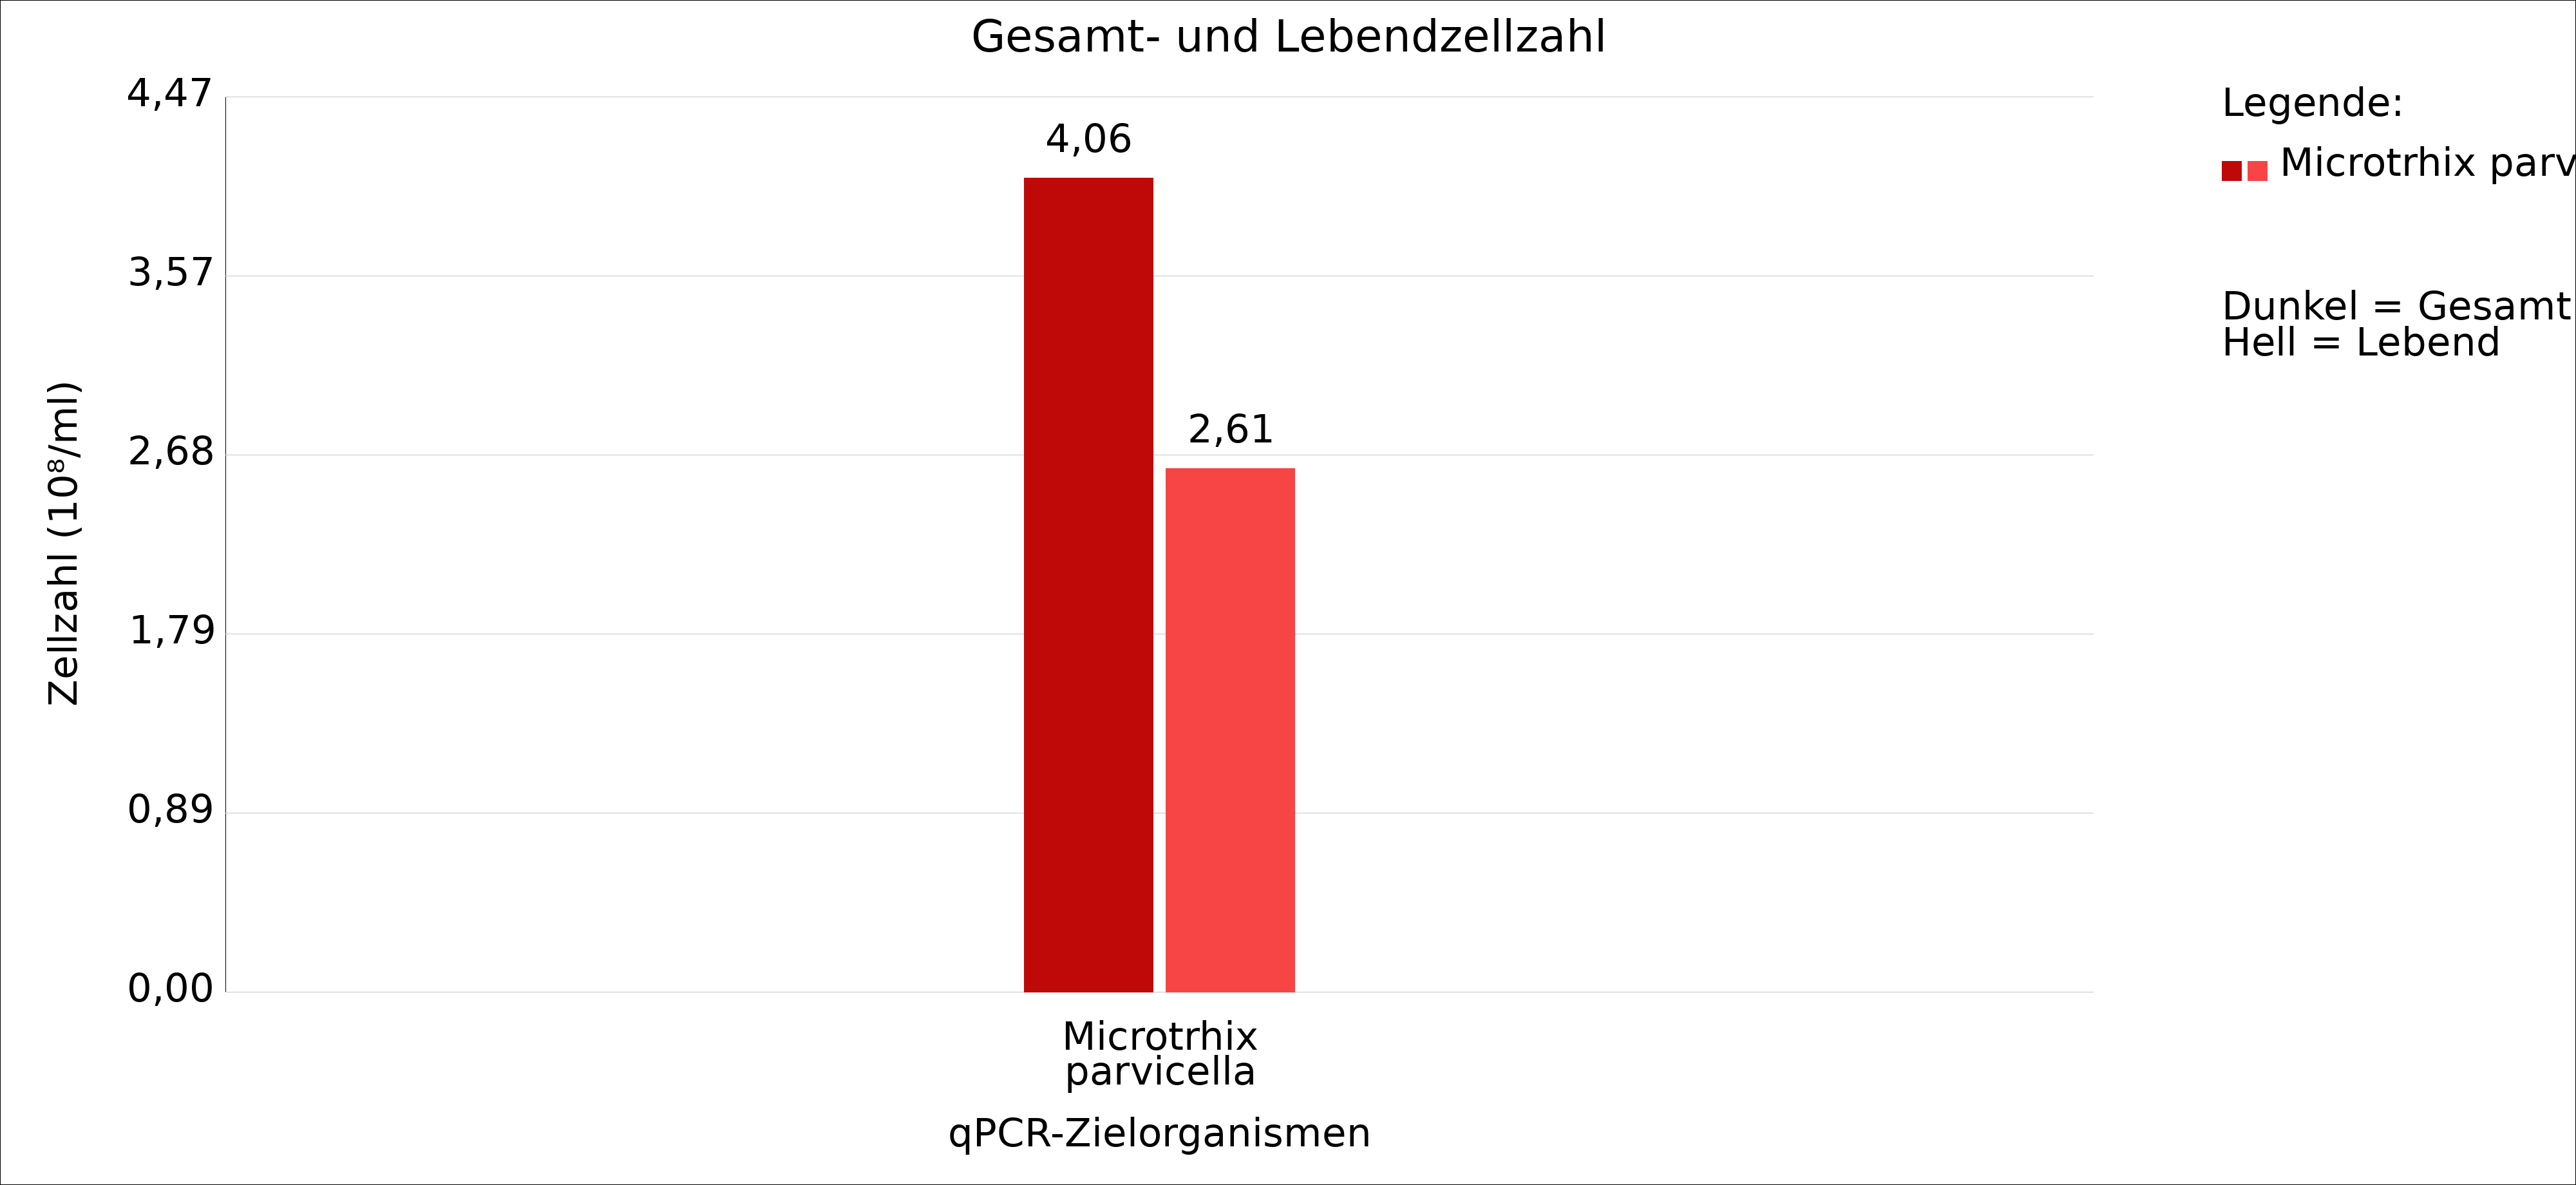 Gesamt- und Lebendzellzahl
4,47
3,57
2,68
1,79
0,89
0,00
Zellzahl (10⁸/ml)
4,06
2,61
Microtrhix
parvicella
qPCR-Zielorganismen
Legende:
Microtrhix parv
Dunkel = Gesamt
Hell = Lebend